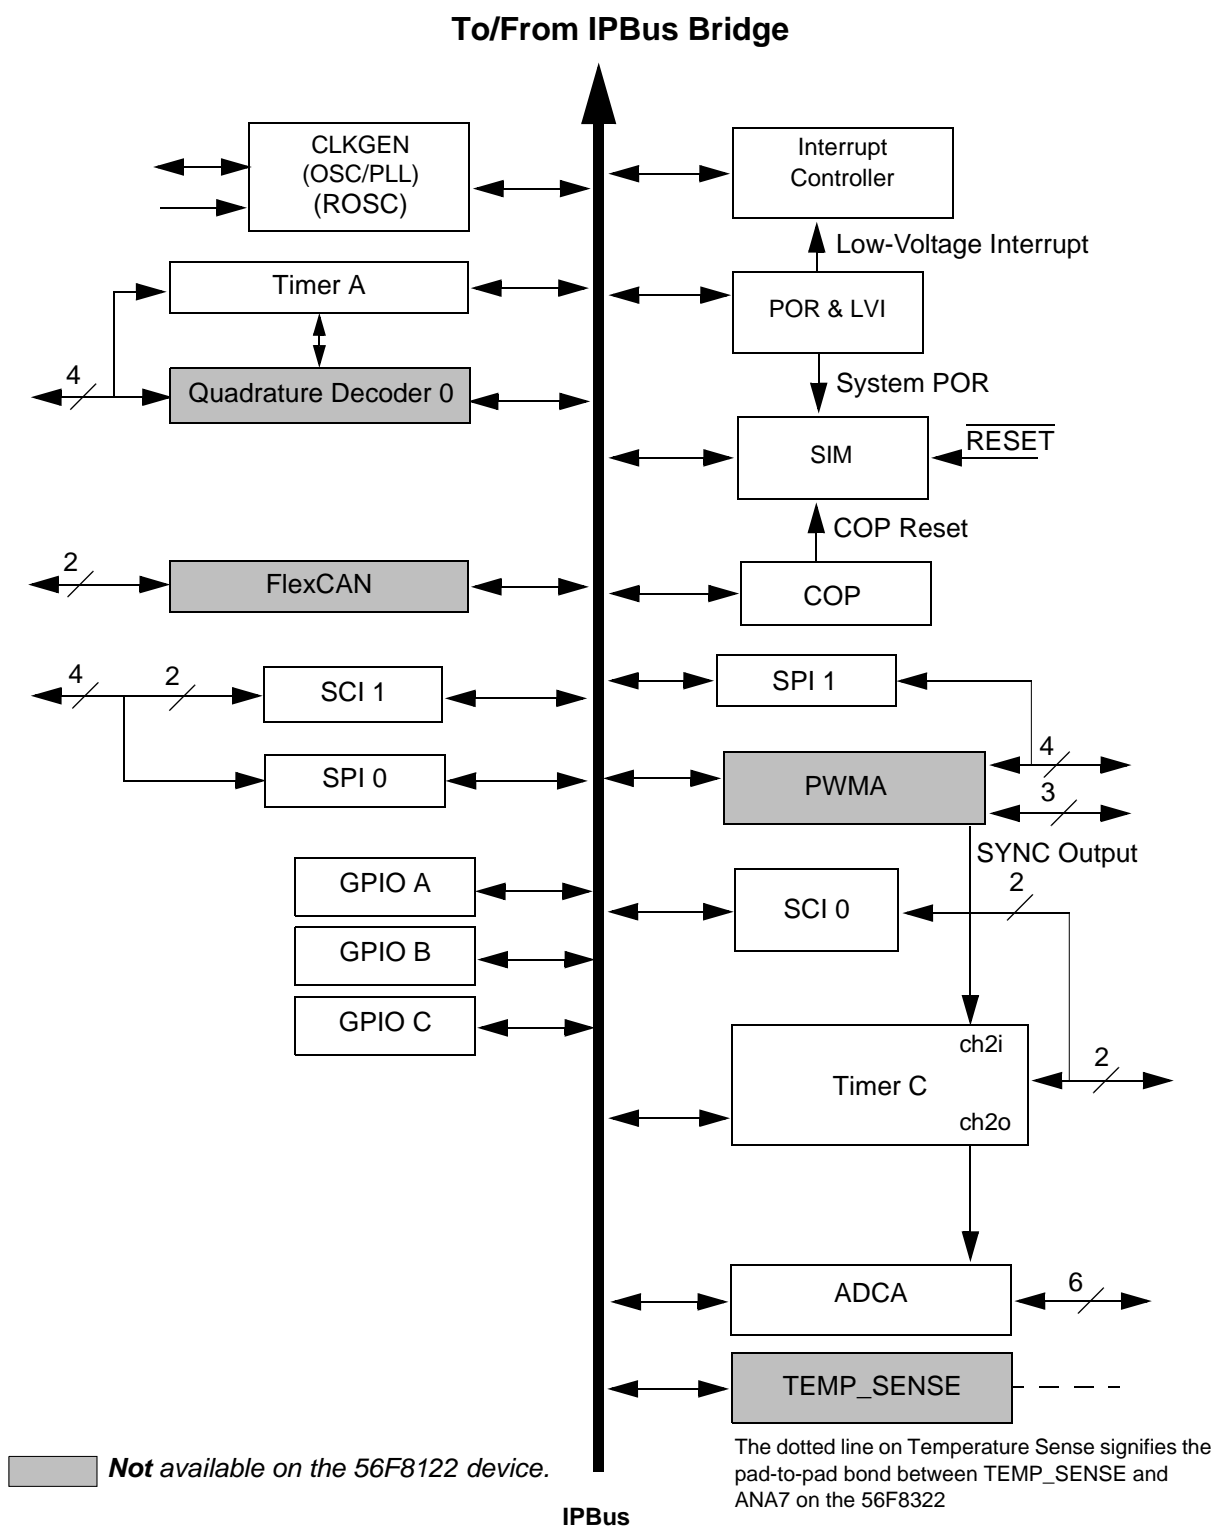 To/From IPBus Bridge
CLKGEN
(OSC/PLL)
(ROSC)
Interrupt
Controller
Low-Voltage Interrupt
Timer A
POR & LVI
4
Quadrature Decoder 0
System POR
RESET
SIM
COP Reset
2
FlexCAN
COP
4
2
SCI 1
SPI 1
SPI 0
4
PWMA
3
SYNC Output
GPIO A
2
SCI 0
GPIO B
GPIO C
ch2i
Timer C
2
ch2o
ADCA
6
TEMP_SENSE
The dotted line on Temperature Sense signifies the
pad-to-pad bond between TEMP_SENSE and
ANA7 on the 56F8322
Not available on the 56F8122 device.
IPBus